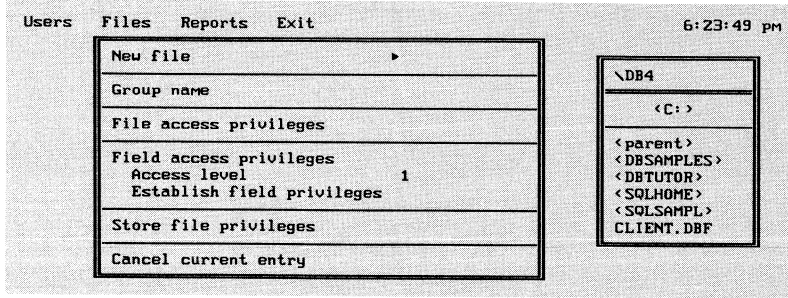 Users Files Reports Exit 6:23:49 pm
New file ▸
Group name
File access privileges
Field access privileges
Access level 1
Establish field privileges
Store file privileges
Cancel current entry
\DB4
<C:>
<parent>
<DBSAMPLES>
<DBTUTOR>
<SQLHOME>
<SQLSAMPL>
CLIENT.DBF